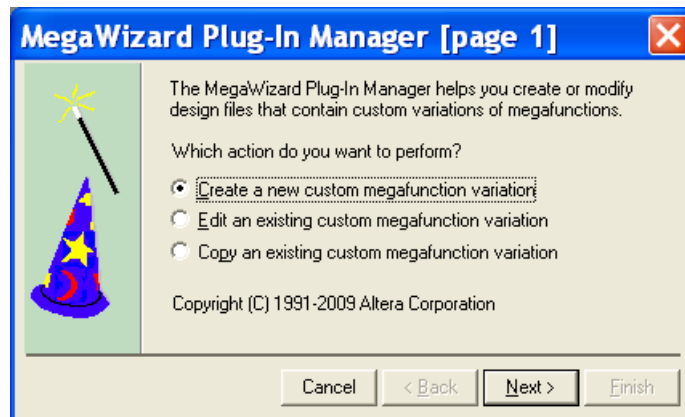 MegaWizard Plug-In Manager [page 1]
The MegaWizard Plug-In Manager helps you create or modify
design files that contain custom variations of megafunctions.
Which action do you want to perform?
Create a new custom megafunction variation
Edit an existing custom megafunction variation
Copy an existing custom megafunction variation
Copyright (C) 1991-2009 Altera Corporation
Cancel < Back Next > Finish